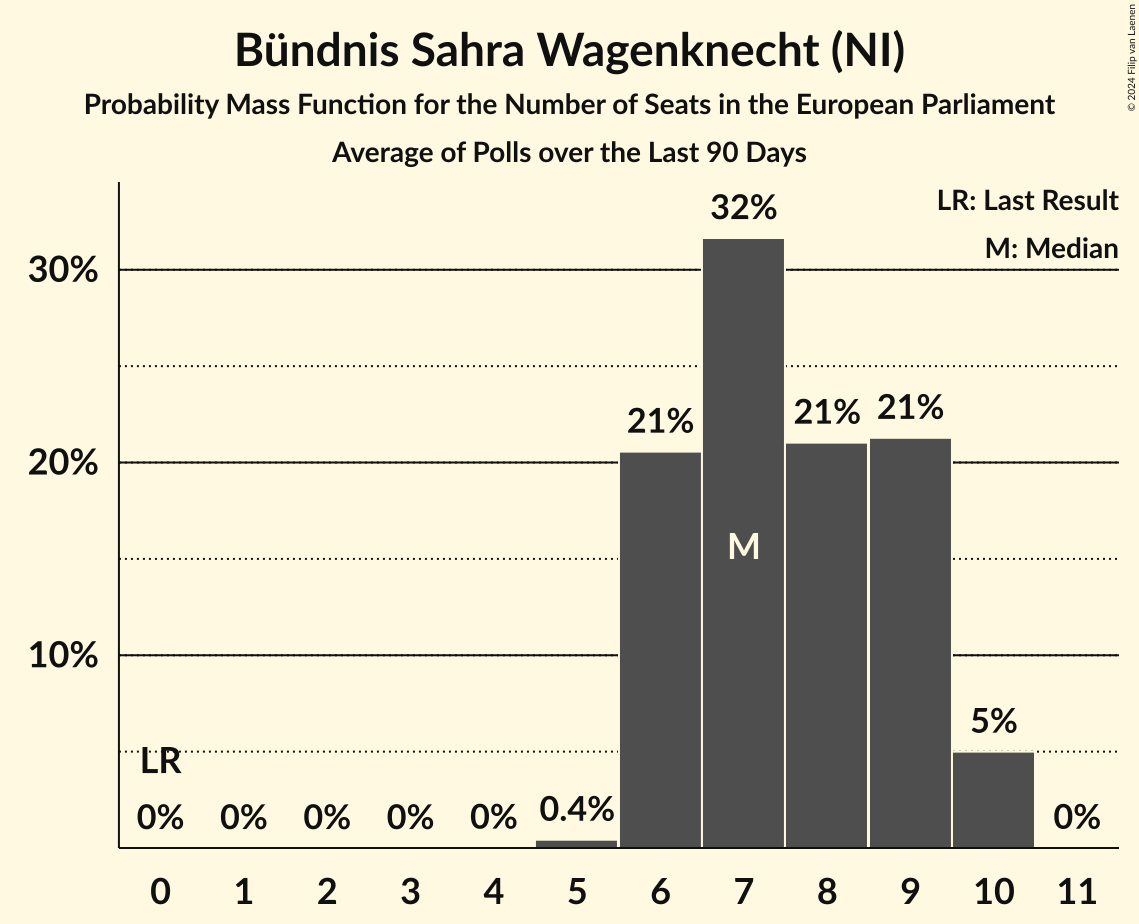 Bündnis Sahra Wagenknecht (NI)
Probability Mass Function for the Number of Seats in the European Parliament
Average of Polls over the Last 90 Days
© 2024 Filip van Laenen
LR: Last Result
M: Median
30%
20%
10%
LR
0%
0%
0%
0%
0%
0.4%
21%
32%
M
21%
21%
5%
0%
0 1 2 3 4 5 6 7 8 9 10 11